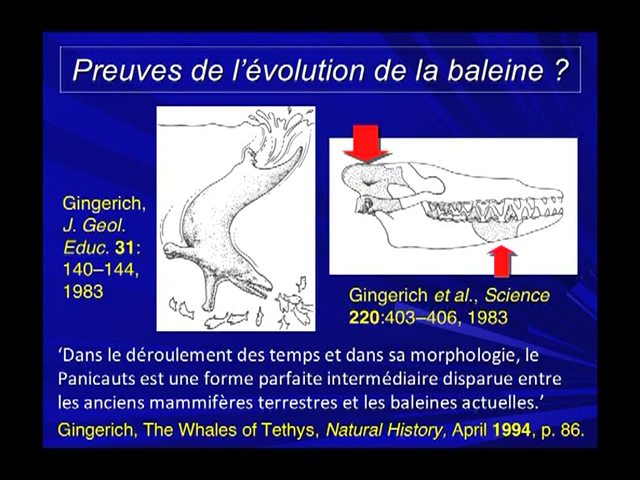 Preuves de l’évolution de la baleine ?
Gingerich,
J. Geol.
Educ. 31:
140–144,
1983
Gingerich et al., Science
220:403–406, 1983
‘Dans le déroulement des temps et dans sa morphologie, le
Panicauts est une forme parfaite intermédiaire disparue entre
les anciens mammifères terrestres et les baleines actuelles.’
Gingerich, The Whales of Tethys, Natural History, April 1994, p. 86.